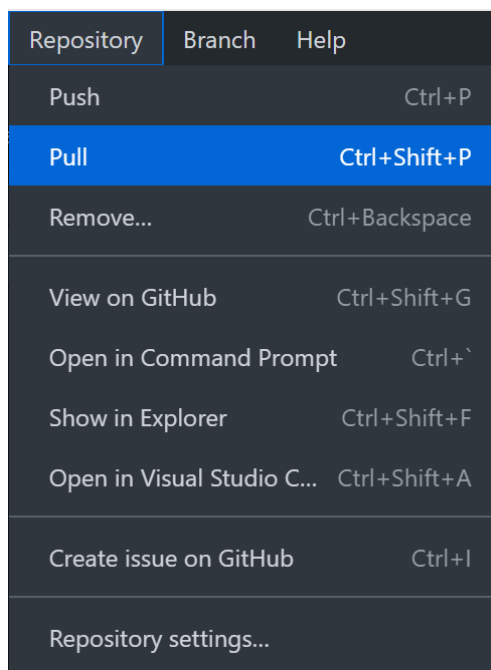 Repository Branch Help
Push Ctrl+P
Pull Ctrl+Shift+P
Remove... Ctrl+Backspace
View on GitHub Ctrl+Shift+G
Open in Command Prompt Ctrl+`
Show in Explorer Ctrl+Shift+F
Open in Visual Studio C... Ctrl+Shift+A
Create issue on GitHub Ctrl+I
Repository settings...